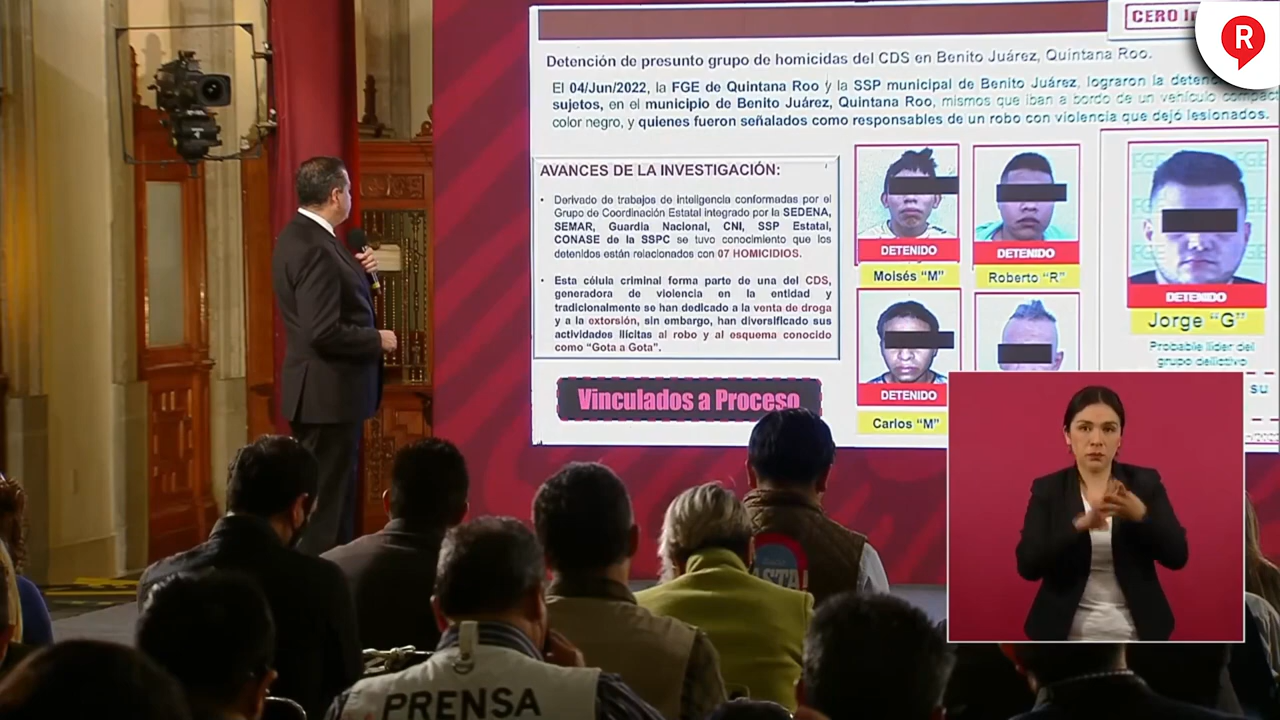 CERO I
R
Detención de presunto grupo de homicidas del CDS en Benito Juárez, Quintana Roo.
El 04/Jun/2022, la FGE de Quintana Roo y la SSP municipal de Benito Juárez, lograron la
sujetos, en el municipio de Benito Juárez, Quintana Roo, mismos que iban a bordo de un vehículo
color negro, y quienes fueron señalados como responsables de un robo con violencia que dejó lesionados.
AVANCES DE LA INVESTIGACIÓN:
• Derivado de trabajos de inteligencia conformadas por el
Grupo de Coordinación Estatal integrado por la SEDENA,
SEMAR, Guardia Nacional, CNI, SSP Estatal,
CONASE de la SSPC se tuvo conocimiento que los
detenidos están relacionados con 07 HOMICIDIOS.
• Esta célula criminal forma parte de una del CDS,
generadora de violencia en la entidad y
tradicionalmente se han dedicado a la venta de droga
y a la extorsión, sin embargo, han diversificado sus
actividades ilícitas al robo y al esquema conocido
como “Gota a Gota”.
Vinculados a Proceso
DETENIDO
Moisés “M”
DETENIDO
Roberto “R”
DETENIDO
Carlos “M”
DETENIDO
Jorge “G”
Probable líder del
grupo delictivo
su
PRENSA